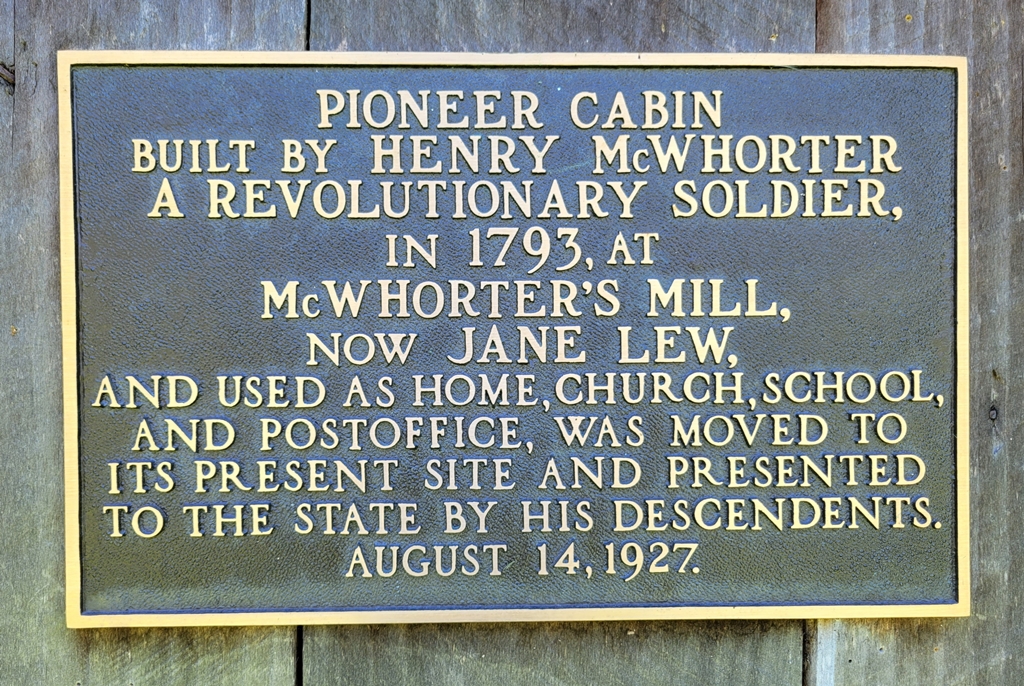 PIONEER CABIN
BUILT BY HENRY McWHORTER
A REVOLUTIONARY SOLDIER,
IN 1793, AT
McWHORTER'S MILL,
NOW JANE LEW,
AND USED AS HOME, CHURCH, SCHOOL,
AND POSTOFFICE, WAS MOVED TO
ITS PRESENT SITE AND PRESENTED
TO THE STATE BY HIS DESCENDENTS.
AUGUST 14, 1927.